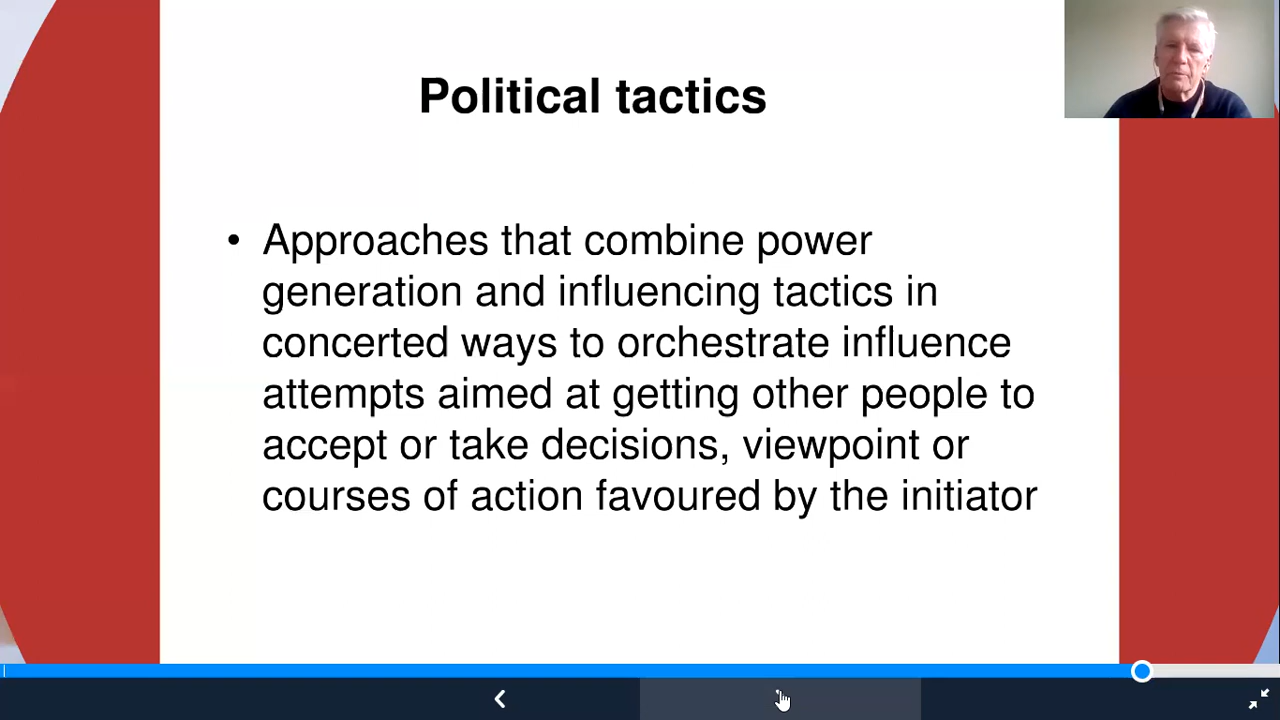 Political tactics
• Approaches that combine power
generation and influencing tactics in
concerted ways to orchestrate influence
attempts aimed at getting other people to
accept or take decisions, viewpoint or
courses of action favoured by the initiator